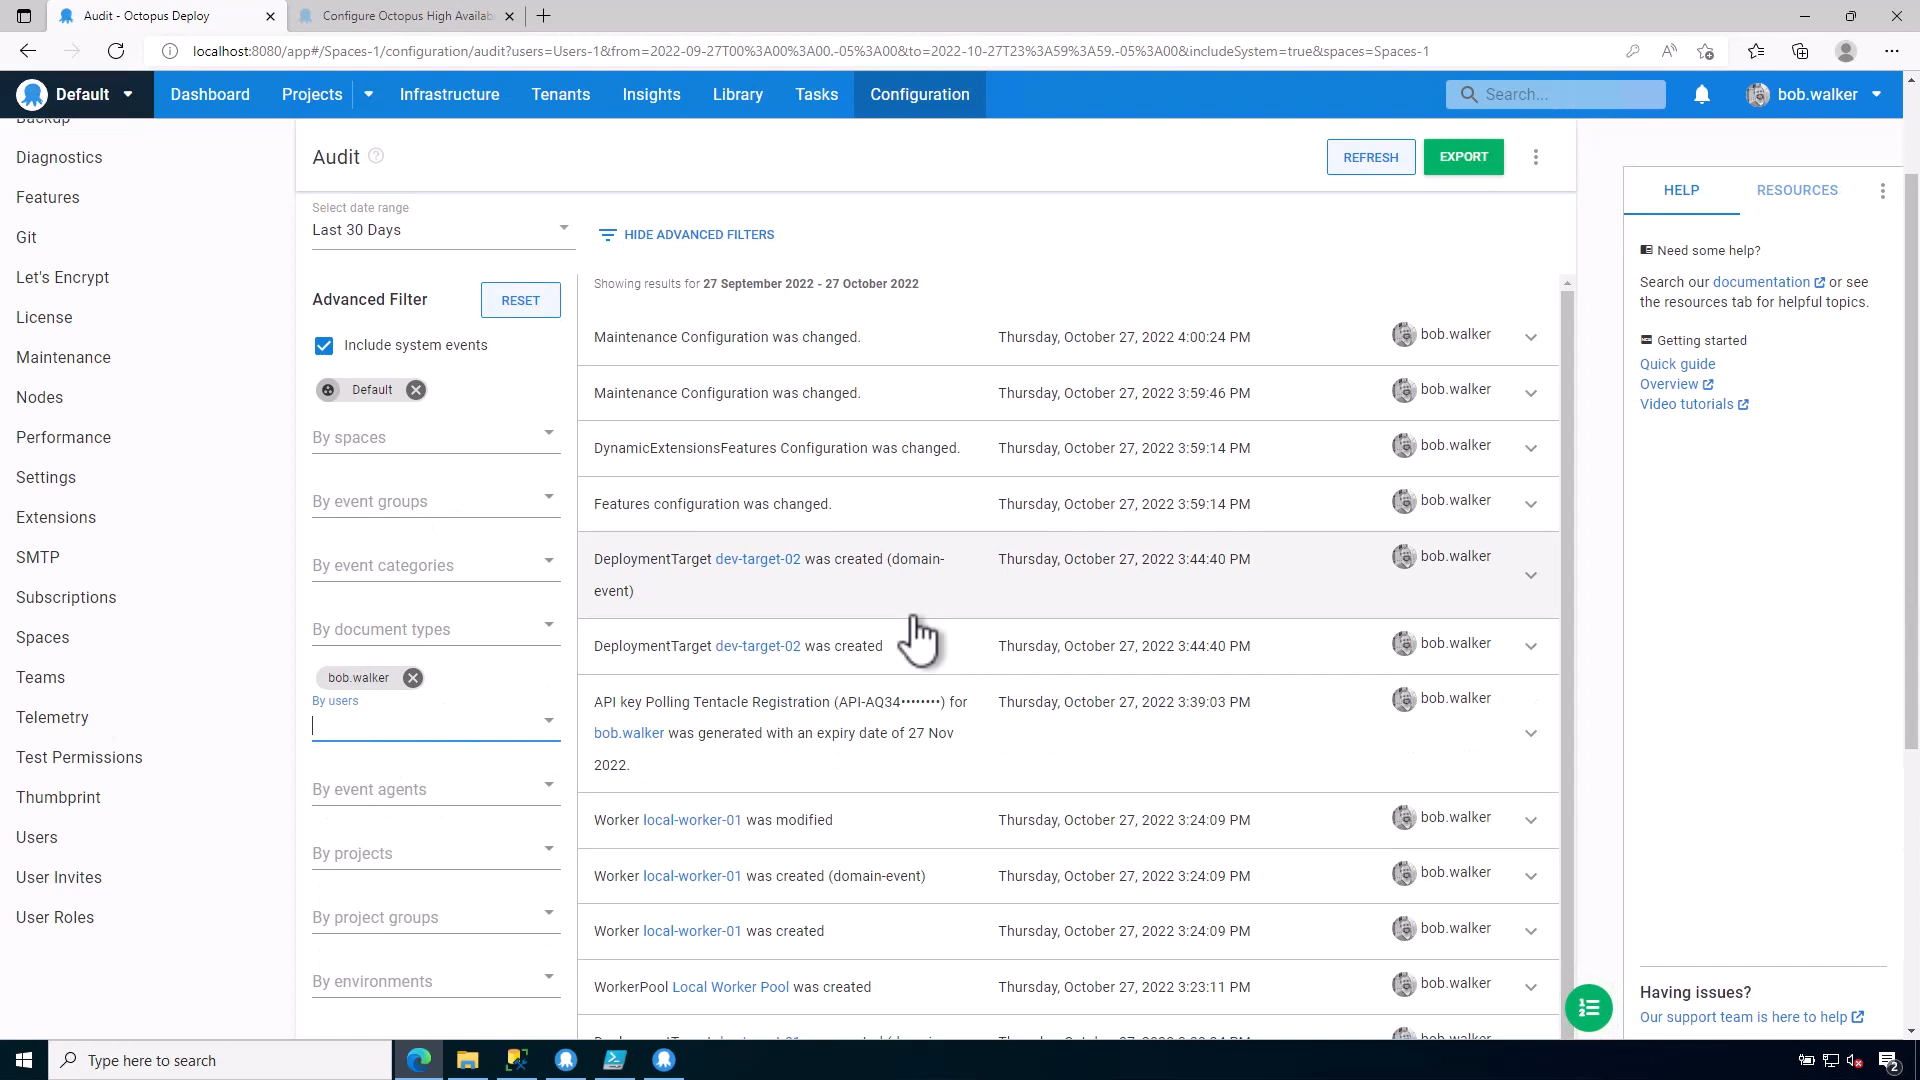 Audit - Octopus Deploy
Configure Octopus High Availab
localhost:8080/app#/Spaces-1/configuration/audit?users=Users-1&from=2022-09-27T00%3A00%3A00.-05%3A00&to=2022-10-27T23%3A59%3A59.-05%3A00&includeSystem=true&spaces=Spaces-1
Default
Dashboard
Projects
Infrastructure
Tenants
Insights
Library
Tasks
Configuration
Search...
bob.walker
Backup
Diagnostics
Features
Git
Let's Encrypt
License
Maintenance
Nodes
Performance
Settings
Extensions
SMTP
Subscriptions
Spaces
Teams
Telemetry
Test Permissions
Thumbprint
Users
User Invites
User Roles
Audit
REFRESH
EXPORT
Select date range
Last 30 Days
HIDE ADVANCED FILTERS
Advanced Filter
RESET
Include system events
Default
By spaces
By event groups
By event categories
By document types
bob.walker
By users
By event agents
By projects
By project groups
By environments
Showing results for 27 September 2022 - 27 October 2022
Maintenance Configuration was changed. Thursday, October 27, 2022 4:00:24 PM bob.walker
Maintenance Configuration was changed. Thursday, October 27, 2022 3:59:46 PM bob.walker
DynamicExtensionsFeatures Configuration was changed. Thursday, October 27, 2022 3:59:14 PM bob.walker
Features configuration was changed. Thursday, October 27, 2022 3:59:14 PM bob.walker
DeploymentTarget dev-target-02 was created (domain- Thursday, October 27, 2022 3:44:40 PM bob.walker
event)
DeploymentTarget dev-target-02 was created Thursday, October 27, 2022 3:44:40 PM bob.walker
API key Polling Tentacle Registration (API-AQ34••••••••) for Thursday, October 27, 2022 3:39:03 PM bob.walker
bob.walker was generated with an expiry date of 27 Nov
2022.
Worker local-worker-01 was modified Thursday, October 27, 2022 3:24:09 PM bob.walker
Worker local-worker-01 was created (domain-event) Thursday, October 27, 2022 3:24:09 PM bob.walker
Worker local-worker-01 was created Thursday, October 27, 2022 3:24:09 PM bob.walker
WorkerPool Local Worker Pool was created Thursday, October 27, 2022 3:23:11 PM bob.walker
HELP
RESOURCES
Need some help?
Search our documentation or see
the resources tab for helpful topics.
Getting started
Quick guide
Overview
Video tutorials
Having issues?
Our support team is here to help
Type here to search
2